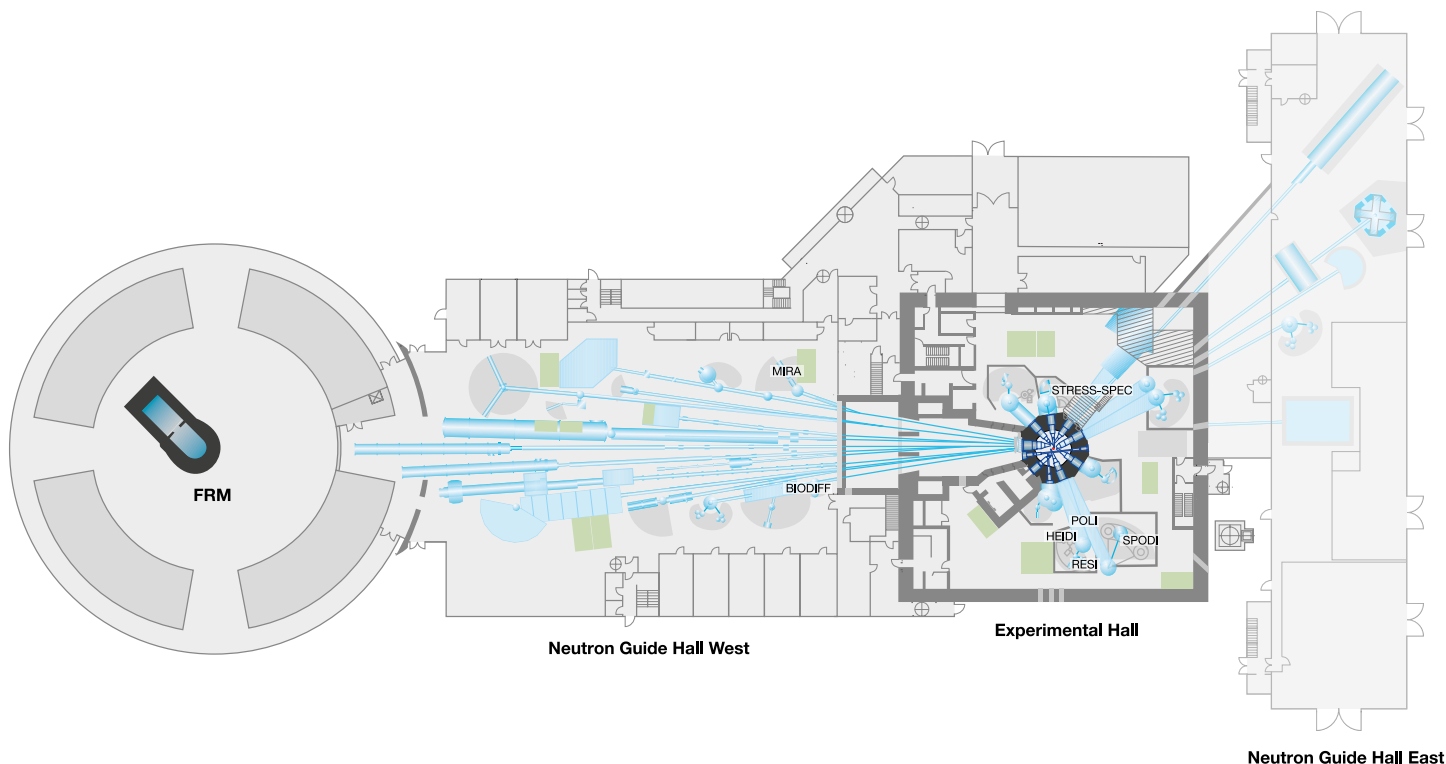 MIRA
STRESS-SPEC
FRM
BIODIFF
POLI
HEIDI
SPODI
RESI
Experimental Hall
Neutron Guide Hall West
Neutron Guide Hall East